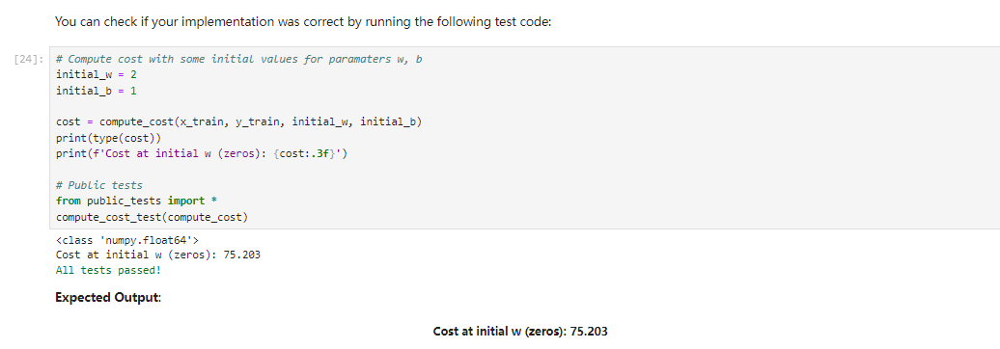 You can check if your implementation was correct by running the following test code:
[24]: # Compute cost with some initial values for paramaters w, b
initial_w = 2
initial_b = 1
cost = compute_cost(x_train, y_train, initial_w, initial_b)
print(type(cost))
print(f'Cost at initial w (zeros): {cost:.3f}')
# Public tests
from public_tests import *
compute_cost_test(compute_cost)
<class 'numpy.float64'>
Cost at initial w (zeros): 75.203
All tests passed!
Expected Output:
Cost at initial w (zeros): 75.203